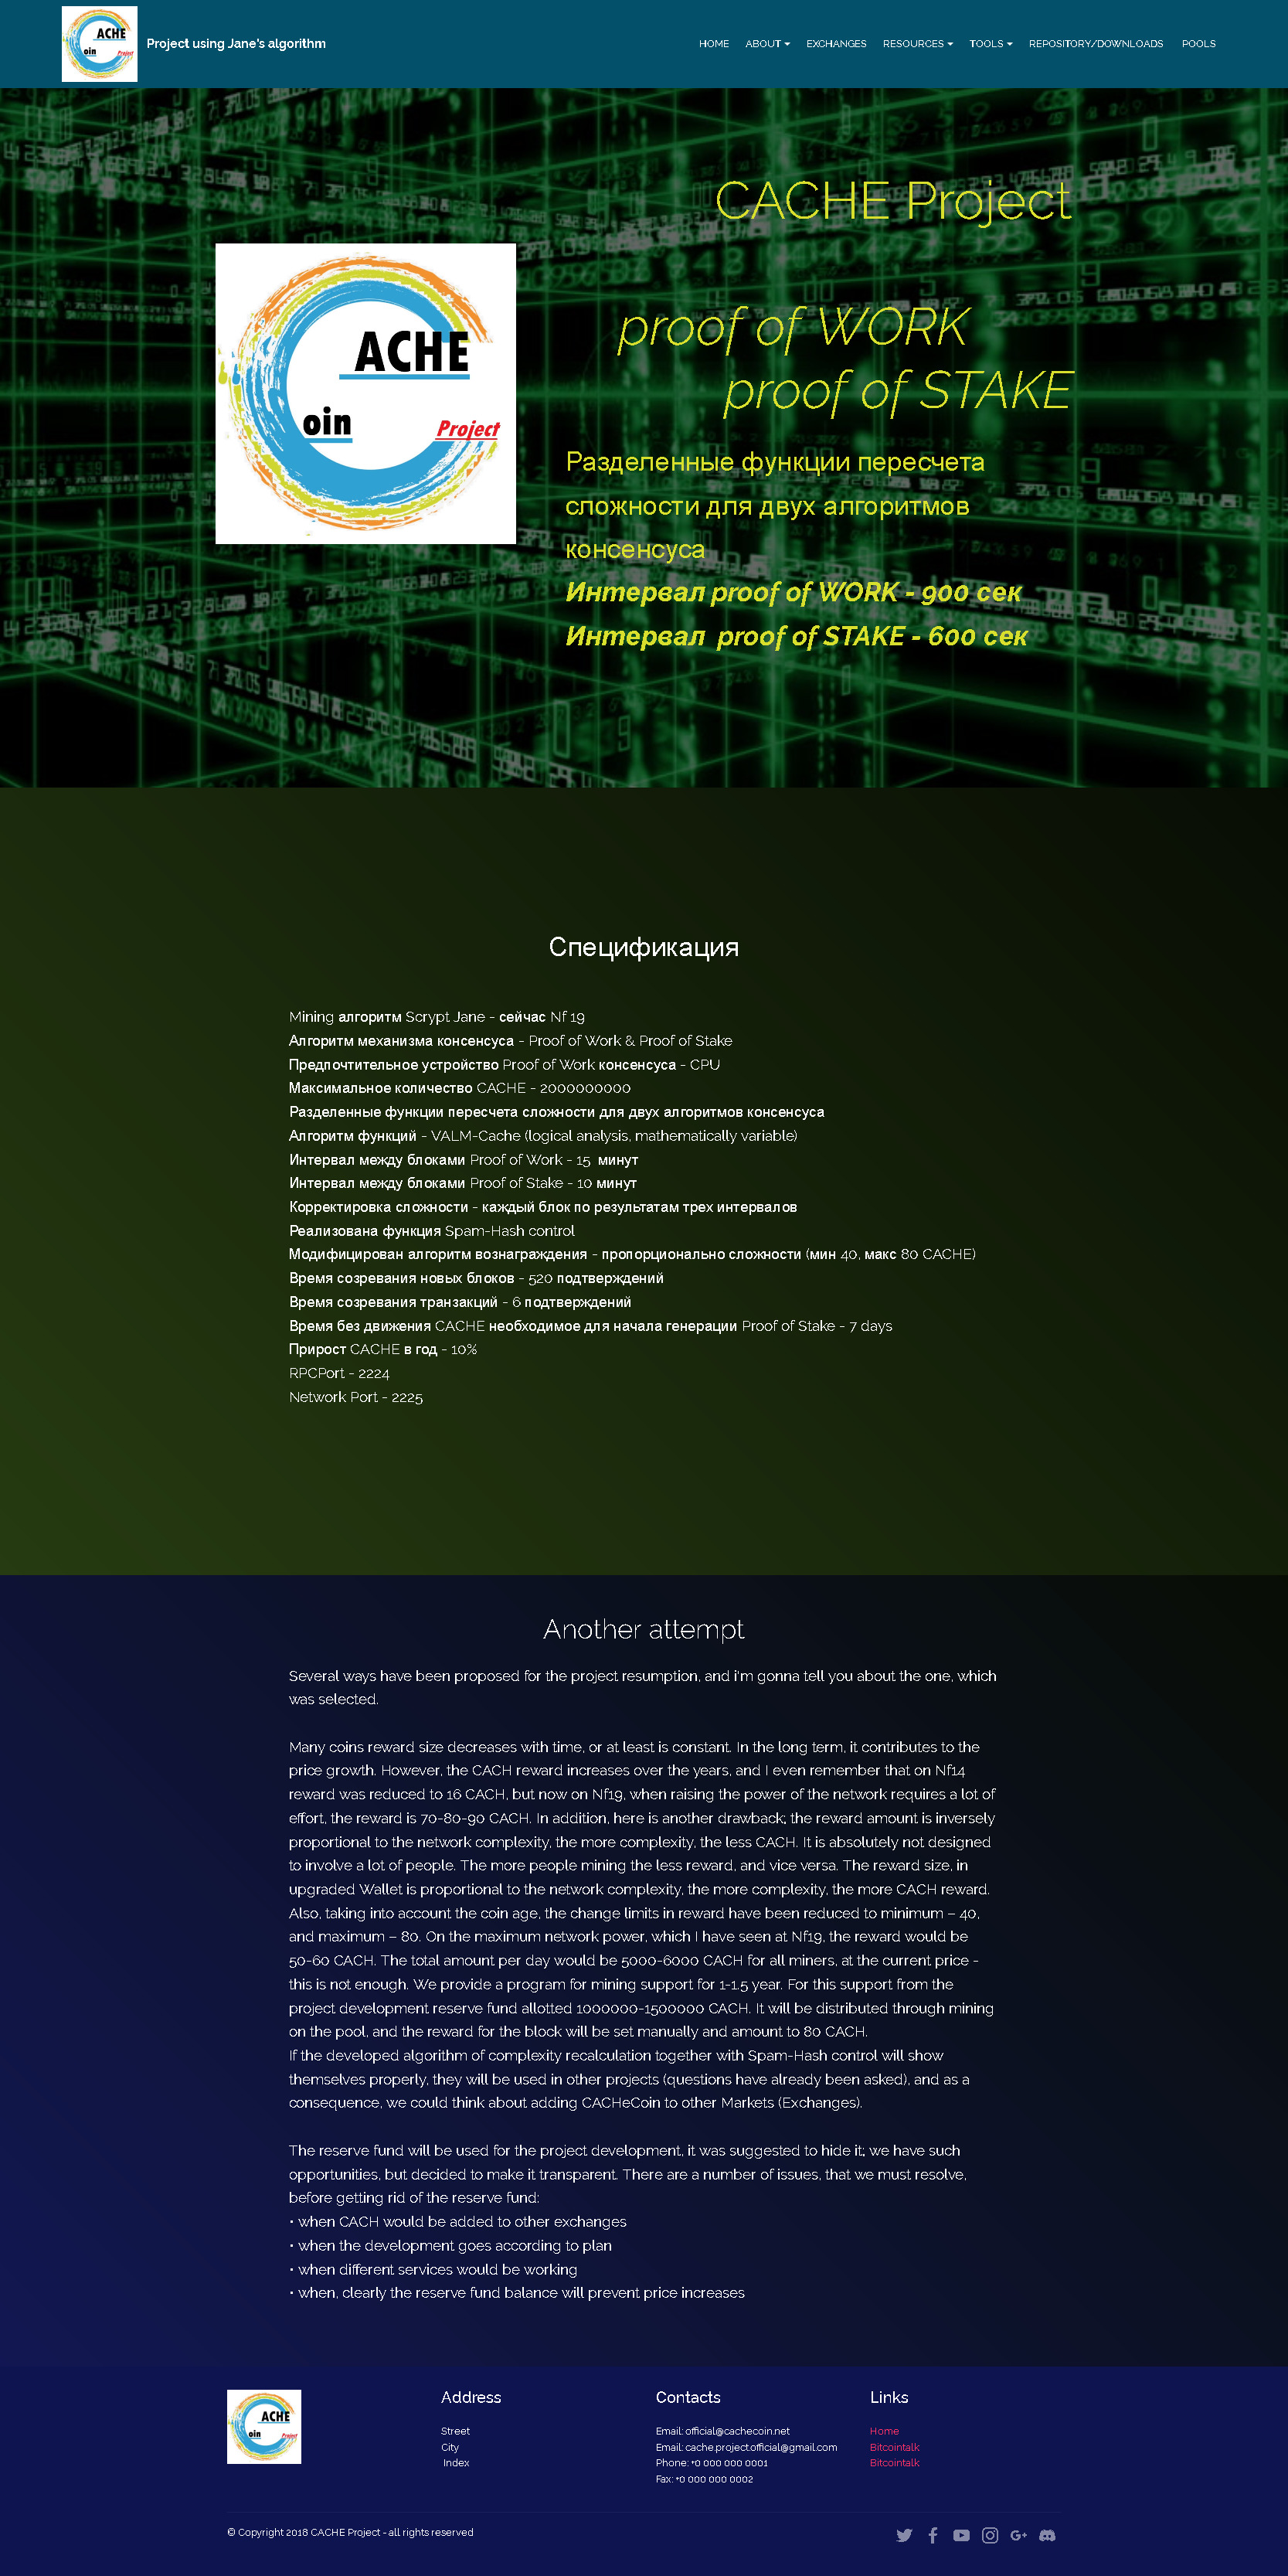 ACHE
oin Project
Project using Jane's algorithm
HOME ABOUT EXCHANGES RESOURCES TOOLS REPOSITORY/DOWNLOADS POOLS
CACHE Project
proof of WORK
proof of STAKE
ACHE
oin
Project
Разделенные функции пересчета
сложности для двух алгоритмов
консенсуса
Интервал proof of WORK - 900 сек
Интервал proof of STAKE - 600 сек
Спецификация
Mining алгоритм Scrypt Jane - сейчас Nf 19
Алгоритм механизма консенсуса - Proof of Work & Proof of Stake
Предпочтительное устройство Proof of Work консенсуса - CPU
Максимальное количество CACHE - 2000000000
Разделенные функции пересчета сложности для двух алгоритмов консенсуса
Алгоритм функций - VALM-Cache (logical analysis, mathematically variable)
Интервал между блоками Proof of Work - 15 минут
Интервал между блоками Proof of Stake - 10 минут
Корректировка сложности - каждый блок по результатам трех интервалов
Реализована функция Spam-Hash control
Модифицирован алгоритм вознаграждения - пропорционально сложности (мин 40, макс 80 CACHE)
Время созревания новых блоков - 520 подтверждений
Время созревания транзакций - 6 подтверждений
Время без движения CACHE необходимое для начала генерации Proof of Stake - 7 days
Прирост CACHE в год - 10%
RPCPort - 2224
Network Port - 2225
Another attempt
Several ways have been proposed for the project resumption, and i'm gonna tell you about the one, which
was selected.
Many coins reward size decreases with time, or at least is constant. In the long term, it contributes to the
price growth. However, the CACH reward increases over the years, and I even remember that on Nf14
reward was reduced to 16 CACH, but now on Nf19, when raising the power of the network requires a lot of
effort, the reward is 70-80-90 CACH. In addition, here is another drawback; the reward amount is inversely
proportional to the network complexity, the more complexity, the less CACH. It is absolutely not designed
to involve a lot of people. The more people mining the less reward, and vice versa. The reward size, in
upgraded Wallet is proportional to the network complexity, the more complexity, the more CACH reward.
Also, taking into account the coin age, the change limits in reward have been reduced to minimum – 40,
and maximum – 80. On the maximum network power, which I have seen at Nf19, the reward would be
50-60 CACH. The total amount per day would be 5000-6000 CACH for all miners, at the current price -
this is not enough. We provide a program for mining support for 1-1.5 year. For this support from the
project development reserve fund allotted 1000000-1500000 CACH. It will be distributed through mining
on the pool, and the reward for the block will be set manually and amount to 80 CACH.
If the developed algorithm of complexity recalculation together with Spam-Hash control will show
themselves properly, they will be used in other projects (questions have already been asked), and as a
consequence, we could think about adding CACHeCoin to other Markets (Exchanges).
The reserve fund will be used for the project development, it was suggested to hide it; we have such
opportunities, but decided to make it transparent. There are a number of issues, that we must resolve,
before getting rid of the reserve fund:
• when CACH would be added to other exchanges
• when the development goes according to plan
• when different services would be working
• when, clearly the reserve fund balance will prevent price increases
ACHE
oin Project
Address
Street
City
Index
Contacts
Email: official@cachecoin.net
Email: cache.project.official@gmail.com
Phone: +0 000 000 0001
Fax: +0 000 000 0002
Links
Home
Bitcointalk
Bitcointalk
© Copyright 2018 CACHE Project - all rights reserved